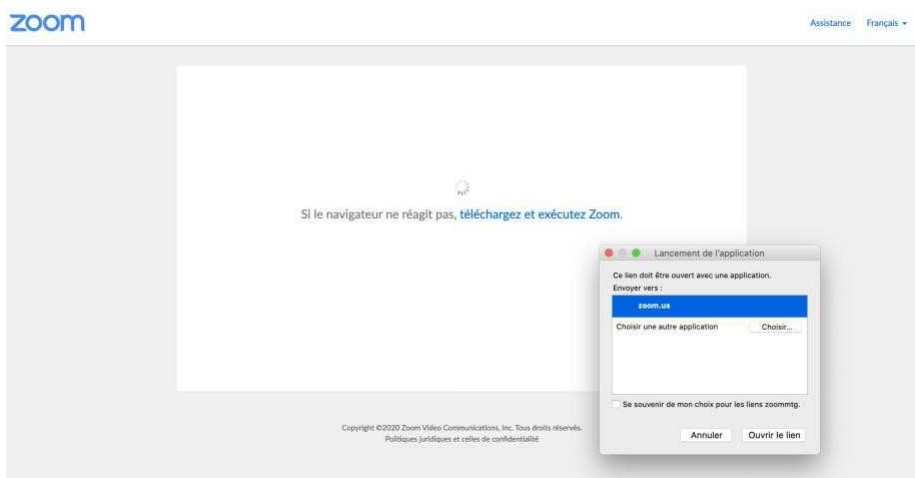 zoom
Assistance Français
Si le navigateur ne réagit pas, téléchargez et exécutez Zoom.
Lancement de l'application
Ce lien doit être ouvert avec une application.
Envoyer vers :
zoom.us
Choisir une autre application Choisir...
Se souvenir de mon choix pour les liens zoommtg.
Annuler Ouvrir le lien
Copyright ©2020 Zoom Video Communications, Inc. Tous droits réservés.
Politiques juridiques et celles de confidentialité